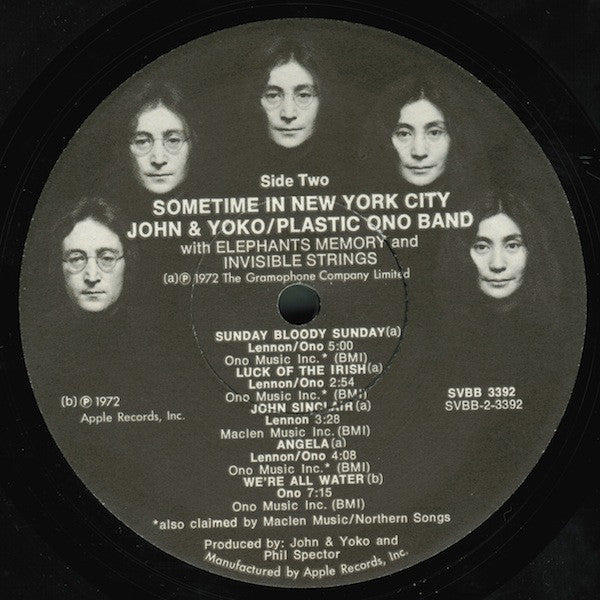 Side Two
SOMETIME IN NEW YORK CITY
JOHN & YOKO/PLASTIC ONO BAND
with ELEPHANTS MEMORY and
INVISIBLE STRINGS
(a)Ⓟ1972 The Gramophone Company Limited
SUNDAY BLOODY SUNDAY(a)
Lennon/Ono 5:00
Ono Music Inc.* (BMI)
LUCK OF THE IRISH(a)
Lennon/Ono 2:54
Ono Music Inc.* (BMI)
JOHN SINCLAIR(a)
Lennon 3:28
Maclen Music Inc.(BMI)
ANGELA(a)
Lennon/Ono 4:08
Ono Music Inc.* (BMI)
WE'RE ALL WATER(b)
Ono 7:15
Ono Music Inc. (BMI)
(b)Ⓟ1972
Apple Records, Inc.
SVBB 3392
SVBB-2-3392
*also claimed by Maclen Music/Northern Songs
Produced by: John & Yoko and
Phil Spector
Manufactured by Apple Records, Inc.